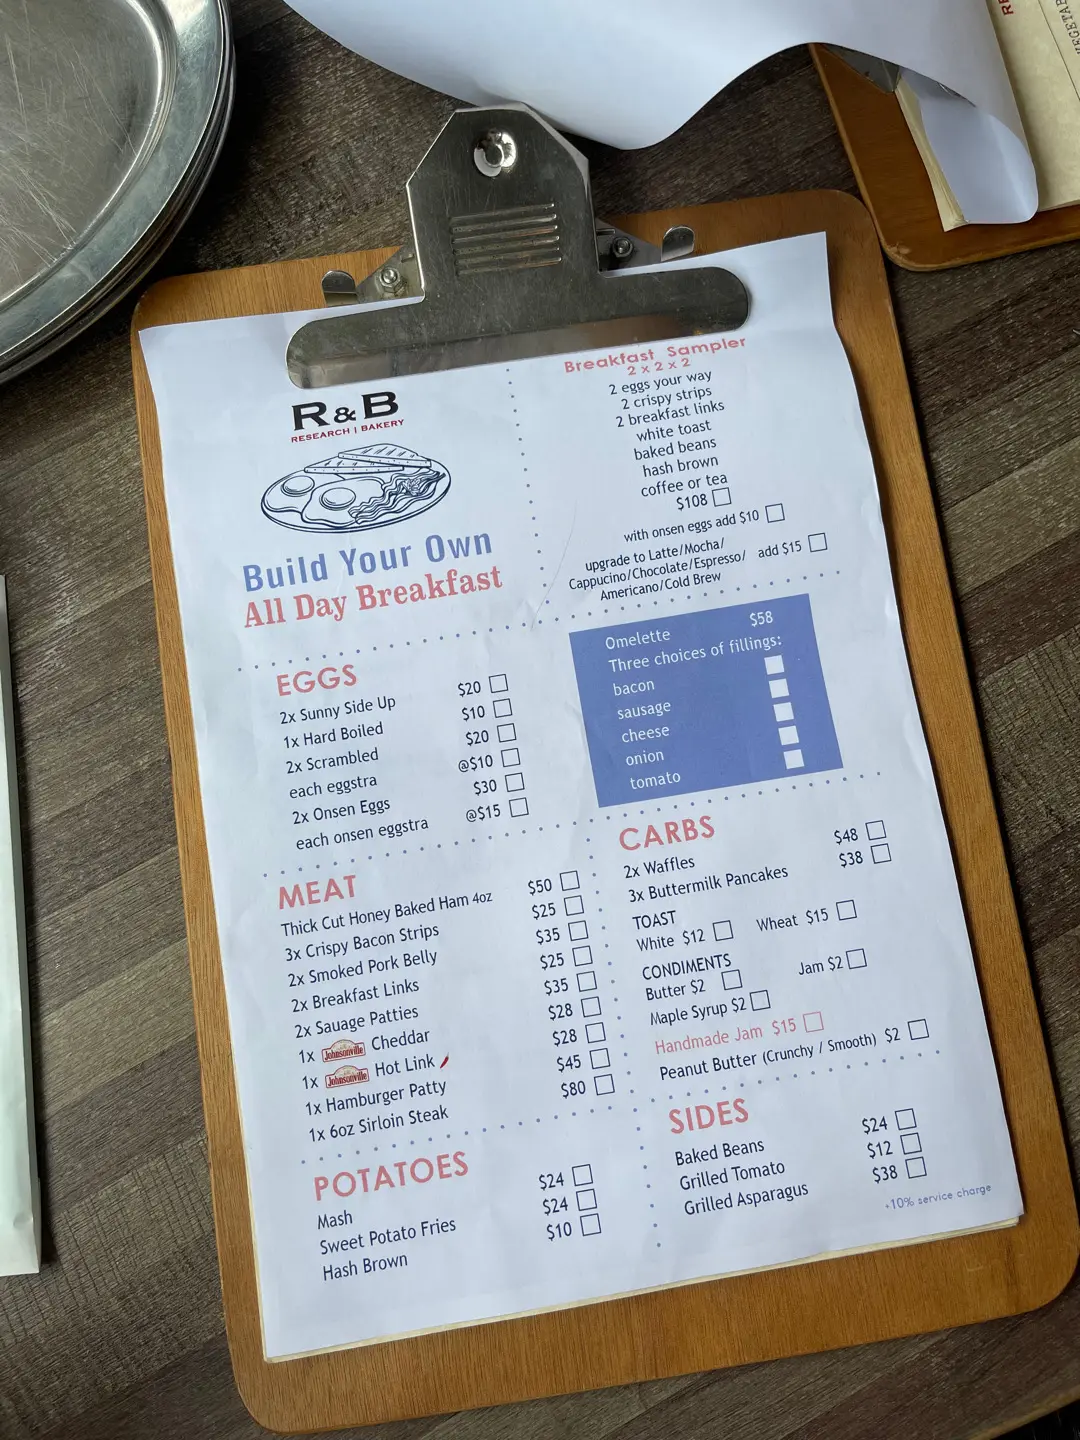 R & B
RESEARCH | BAKERY
Build Your Own
All Day Breakfast
Breakfast Sampler
2 x 2 x 2
2 eggs your way
2 crispy strips
2 breakfast links
white toast
baked beans
hash brown
coffee or tea
$108
with onsen eggs add $10
upgrade to Latte/Mocha/
Cappucino/Chocolate/Espresso/ add $15
Americano/Cold Brew
EGGS
2x Sunny Side Up $20
1x Hard Boiled $10
2x Scrambled $20
each eggstra @$10
2x Onsen Eggs $30
each onsen eggstra @$15
Omelette $58
Three choices of fillings:
bacon
sausage
cheese
onion
tomato
MEAT
Thick Cut Honey Baked Ham 4oz $50
3x Crispy Bacon Strips $25
2x Smoked Pork Belly $35
2x Breakfast Links $25
2x Sauage Patties $35
1x Johnsonville Cheddar $28
1x Johnsonville Hot Link $28
1x Hamburger Patty $45
1x 6oz Sirloin Steak $80
CARBS
2x Waffles $48
3x Buttermilk Pancakes $38
TOAST
White $12 Wheat $15
CONDIMENTS
Butter $2 Jam $2
Maple Syrup $2
Handmade Jam $15
Peanut Butter (Crunchy / Smooth) $2
POTATOES
Mash $24
Sweet Potato Fries $24
Hash Brown $10
SIDES
Baked Beans $24
Grilled Tomato $12
Grilled Asparagus $38
+10% service charge